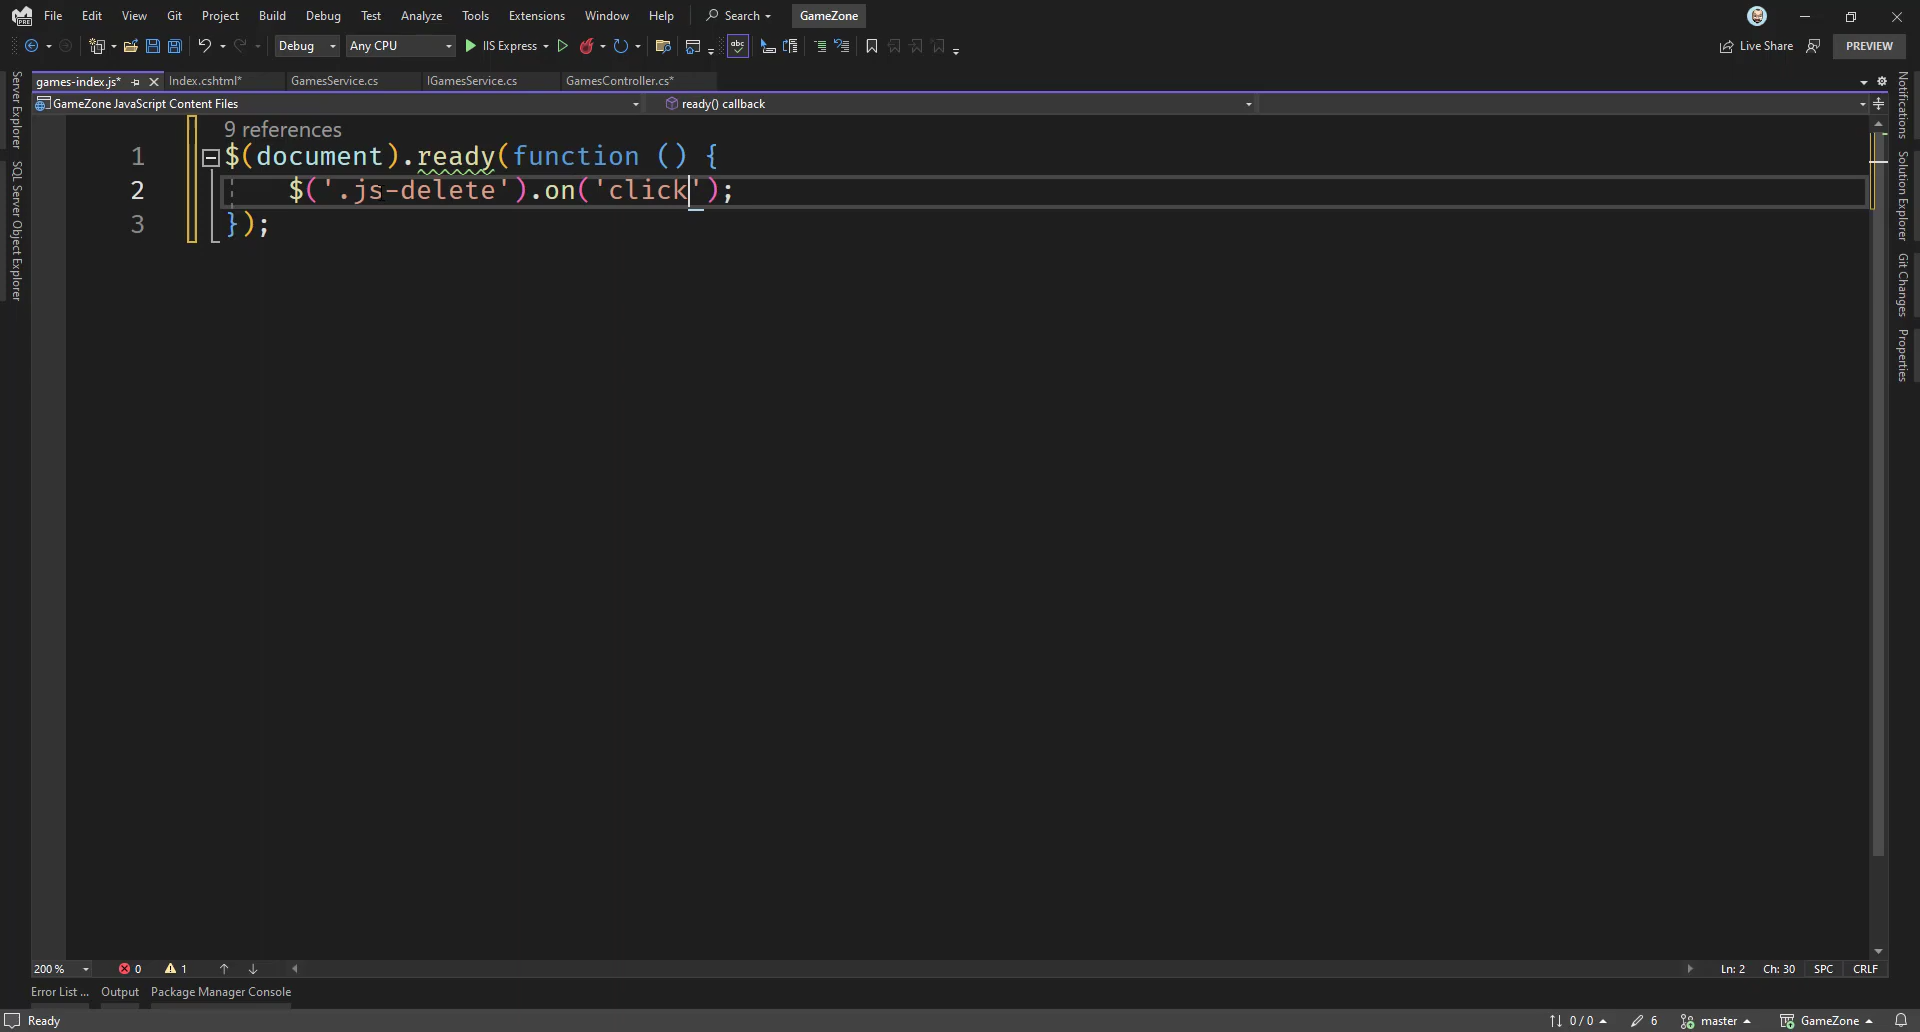 File Edit View Git Project Build Debug Test Analyze Tools Extensions Window Help Search GameZone
Debug Any CPU IIS Express Live Share PREVIEW
games-index.js* Index.cshtml* GamesService.cs IGamesService.cs GamesController.cs*
GameZone JavaScript Content Files ready() callback
Server Explorer
SQL Server Object Explorer
9 references
1 $(document).ready(function () {
2 $('.js-delete').on('click');
3 });
Notifications
Solution Explorer
Git Changes
Properties
200 % 0 1 Ln: 2 Ch: 30 SPC CRLF
Error List ... Output Package Manager Console
Ready 0 / 0 6 master GameZone